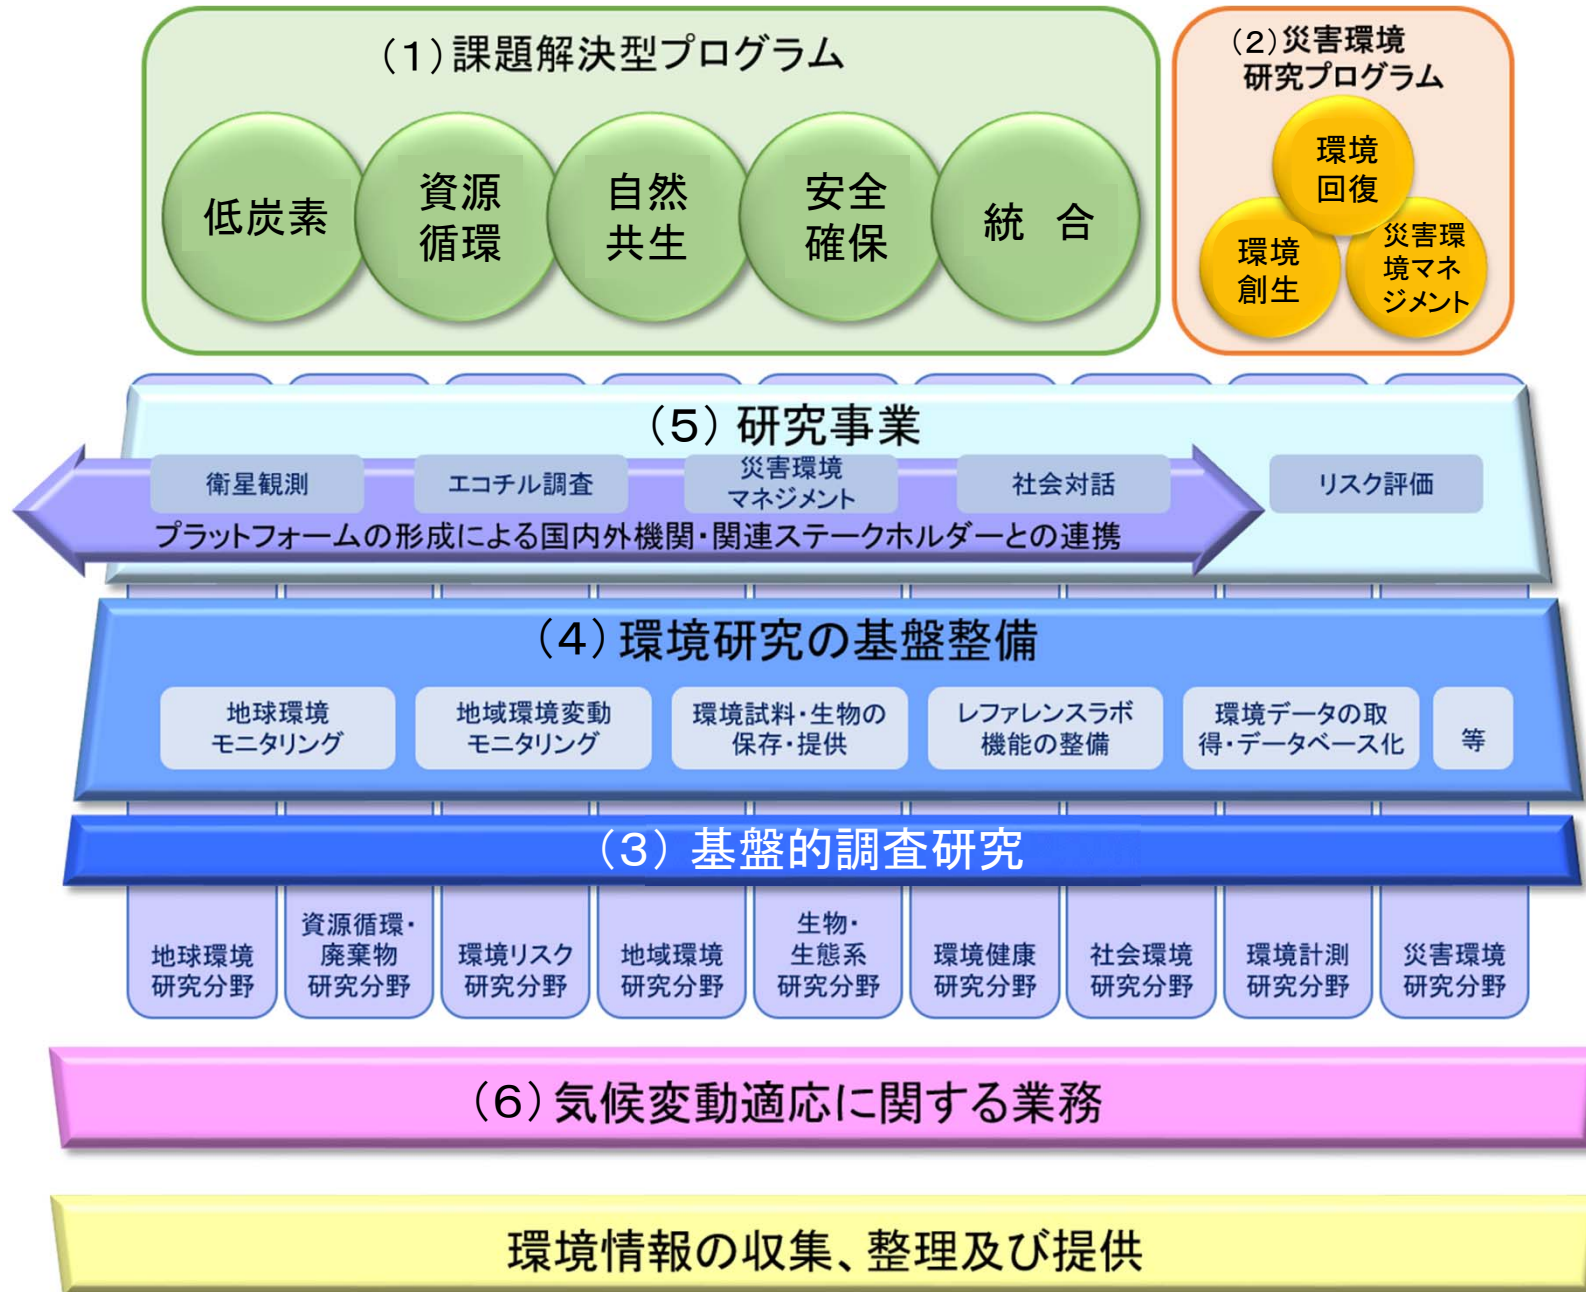 (1)課題解決型プログラム
低炭素
資源
循環
自然
共生
安全
確保
統 合
(2)災害環境
研究プログラム
環境
回復
環境
創生
災害環
境マネ
ジメント
(5)研究事業
衛星観測
エコチル調査
災害環境
マネジメント
社会対話
リスク評価
プラットフォームの形成による国内外機関・関連ステークホルダーとの連携
(4)環境研究の基盤整備
地球環境
モニタリング
地域環境変動
モニタリング
環境試料・生物の
保存・提供
レファレンスラボ
機能の整備
環境データの取
得・データベース化
等
(3)基盤的調査研究
地球環境
研究分野
資源循環・
廃棄物
研究分野
環境リスク
研究分野
地域環境
研究分野
生物・
生態系
研究分野
環境健康
研究分野
社会環境
研究分野
環境計測
研究分野
災害環境
研究分野
(6)気候変動適応に関する業務
環境情報の収集、整理及び提供